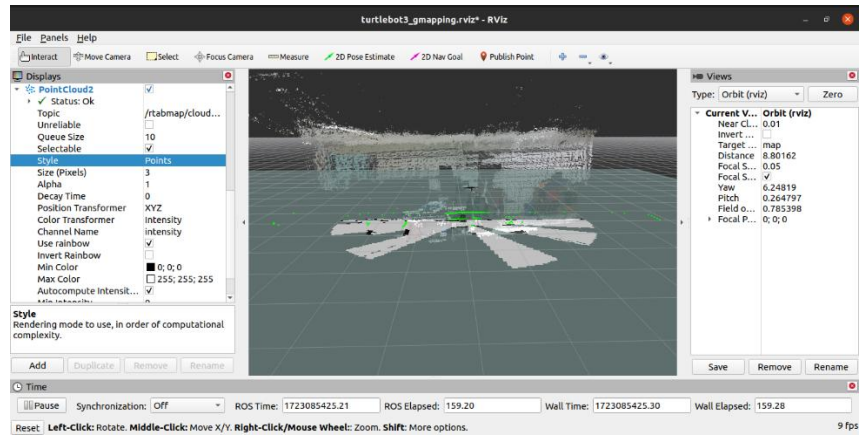 turtlebot3_gmapping.rviz* - RViz
File Panels Help
Interact Move Camera Select Focus Camera Measure 2D Pose Estimate 2D Nav Goal Publish Point
Displays
PointCloud2
Status: Ok
Topic /rtabmap/cloud...
Unreliable
Queue Size 10
Selectable
Style Points
Size (Pixels) 3
Alpha 1
Decay Time 0
Position Transformer XYZ
Color Transformer Intensity
Channel Name intensity
Use rainbow
Invert Rainbow
Min Color 0; 0; 0
Max Color 255; 255; 255
Autocompute Intensit...
Min Intensity 0
Style
Rendering mode to use, in order of computational
complexity.
Add Duplicate Remove Rename
Views
Type: Orbit (rviz) Zero
Current V... Orbit (rviz)
Near Cl... 0.01
Invert ...
Target ... map
Distance 8.80162
Focal S... 0.05
Focal S...
Yaw 6.24819
Pitch 0.264797
Field o... 0.785398
Focal P... 0; 0; 0
Save Remove Rename
Time
Pause Synchronization: Off ROS Time: 1723085425.21 ROS Elapsed: 159.20 Wall Time: 1723085425.30 Wall Elapsed: 159.28
Reset Left-Click: Rotate. Middle-Click: Move X/Y. Right-Click/Mouse Wheel:: Zoom. Shift: More options. 9 fps